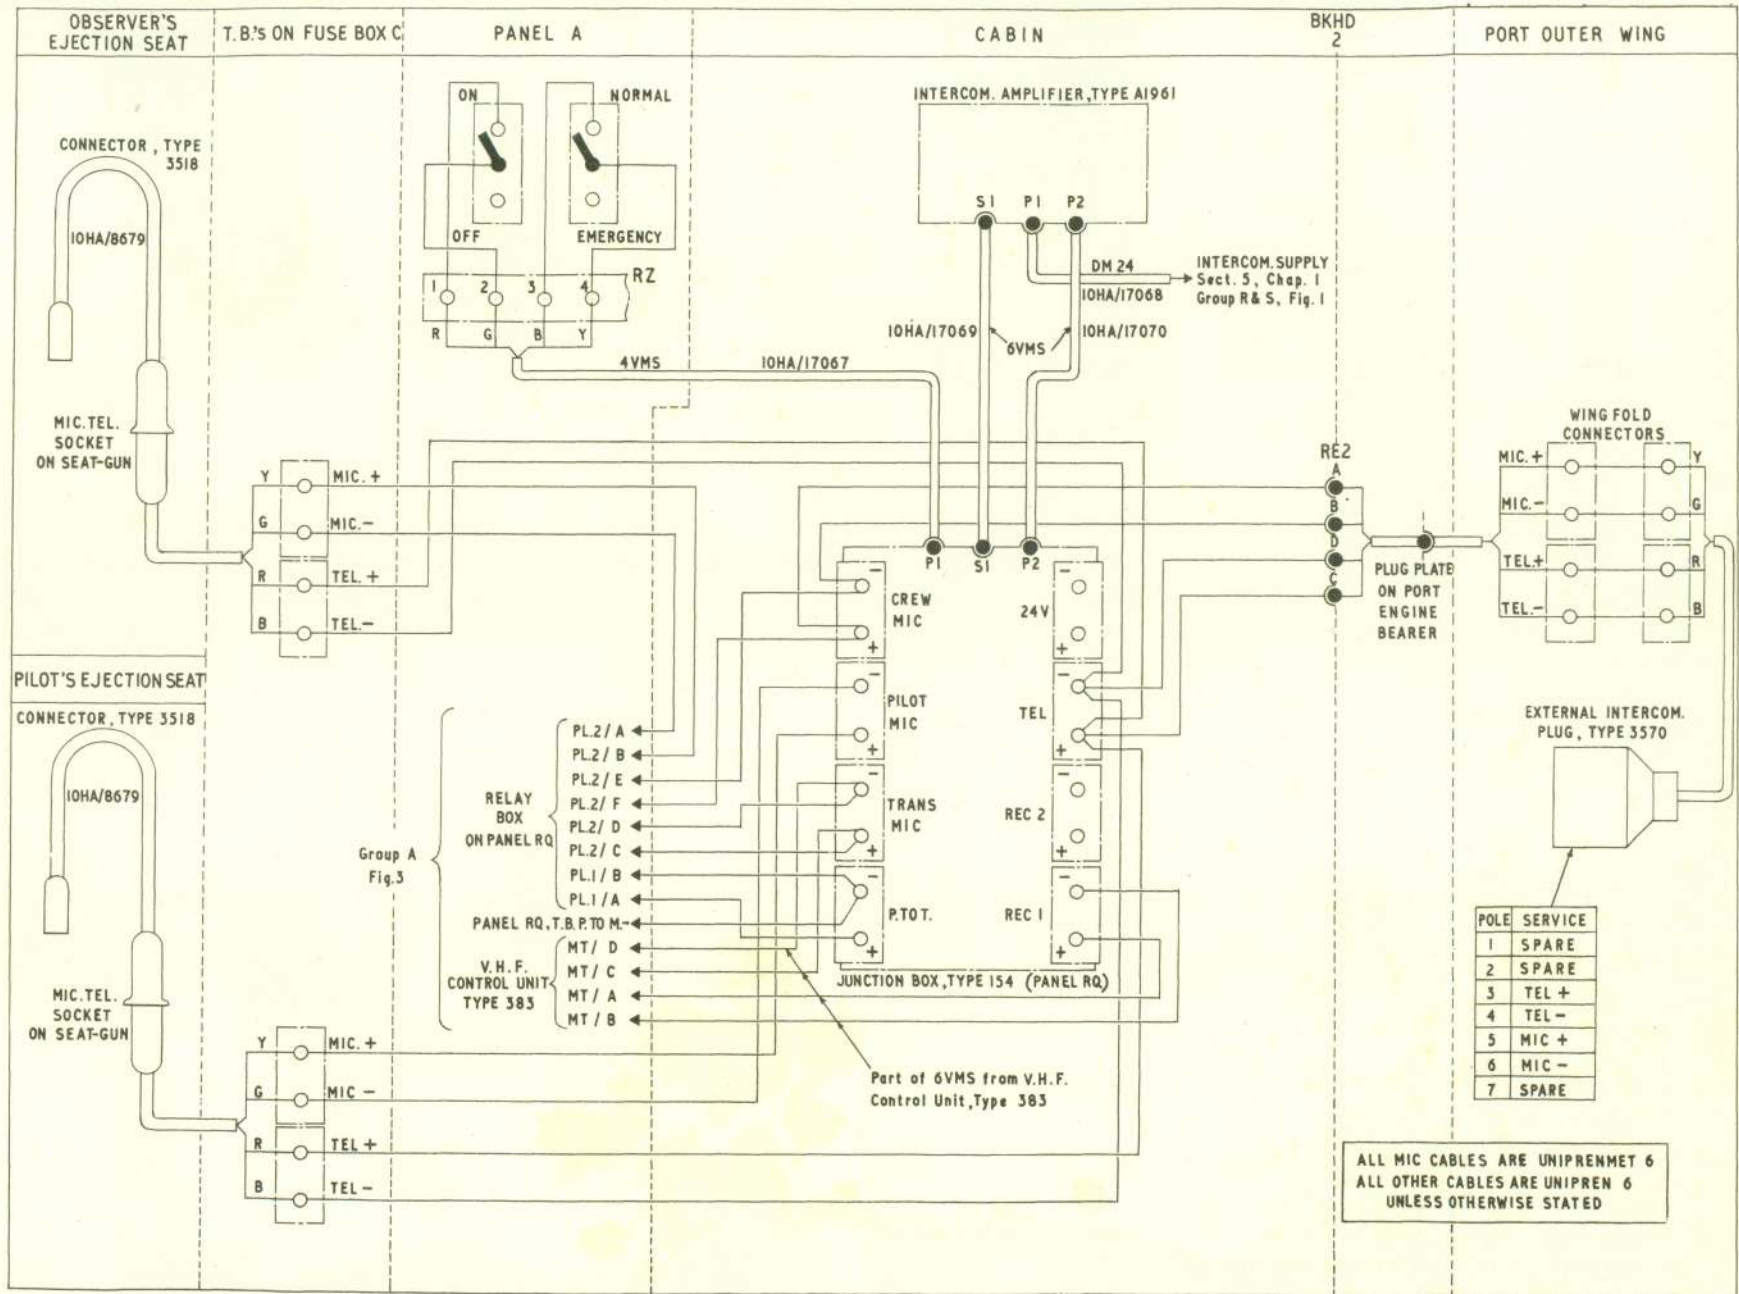 OBSERVER'S
EJECTION SEAT
T.B.'s ON FUSE BOX C
PANEL A
CABIN
BKHD
2
PORT OUTER WING
CONNECTOR, TYPE
3518
10HA/8679
MIC. TEL.
SOCKET
ON SEAT-GUN
ON
OFF
NORMAL
EMERGENCY
RZ
1 2 3 4
R G B Y
4VMS
10HA/17067
INTERCOM. AMPLIFIER, TYPE A1961
S1 P1 P2
DM 24
10HA/17068
INTERCOM. SUPPLY
Sect. 5, Chap. 1
Group R & S, Fig. 1
10HA/17069
6VMS
10HA/17070
Y MIC. +
G MIC. -
R TEL. +
B TEL. -
RE2
A
B
D
C
PLUG PLATE
ON PORT
ENGINE
BEARER
WING FOLD
CONNECTORS
MIC. + Y
MIC. - G
TEL. + R
TEL. - B
P1 S1 P2
-
CREW
MIC
+
-
24V
+
-
PILOT
MIC
+
-
TEL
+
-
TRANS
MIC
+
-
REC 2
+
-
P.TOT.
+
-
REC 1
+
JUNCTION BOX, TYPE 154 (PANEL RQ)
PILOT'S EJECTION SEAT
CONNECTOR, TYPE 3518
10HA/8679
MIC. TEL.
SOCKET
ON SEAT-GUN
Group A
Fig. 3
RELAY
BOX
ON PANEL RQ
PL.2/ A
PL.2/ B
PL.2/ E
PL.2/ F
PL.2/ D
PL.2/ C
PL.1/ B
PL.1/ A
PANEL RQ, T.B. P.TO M.-
V.H.F.
CONTROL UNIT
TYPE 383
MT/ D
MT/ C
MT/ A
MT/ B
Y MIC. +
G MIC -
R TEL +
B TEL -
Part of 6VMS from V.H.F.
Control Unit, Type 383
EXTERNAL INTERCOM.
PLUG, TYPE 3570
POLE SERVICE
1 SPARE
2 SPARE
3 TEL +
4 TEL -
5 MIC +
6 MIC -
7 SPARE
ALL MIC CABLES ARE UNIPRENMET 6
ALL OTHER CABLES ARE UNIPREN 6
UNLESS OTHERWISE STATED